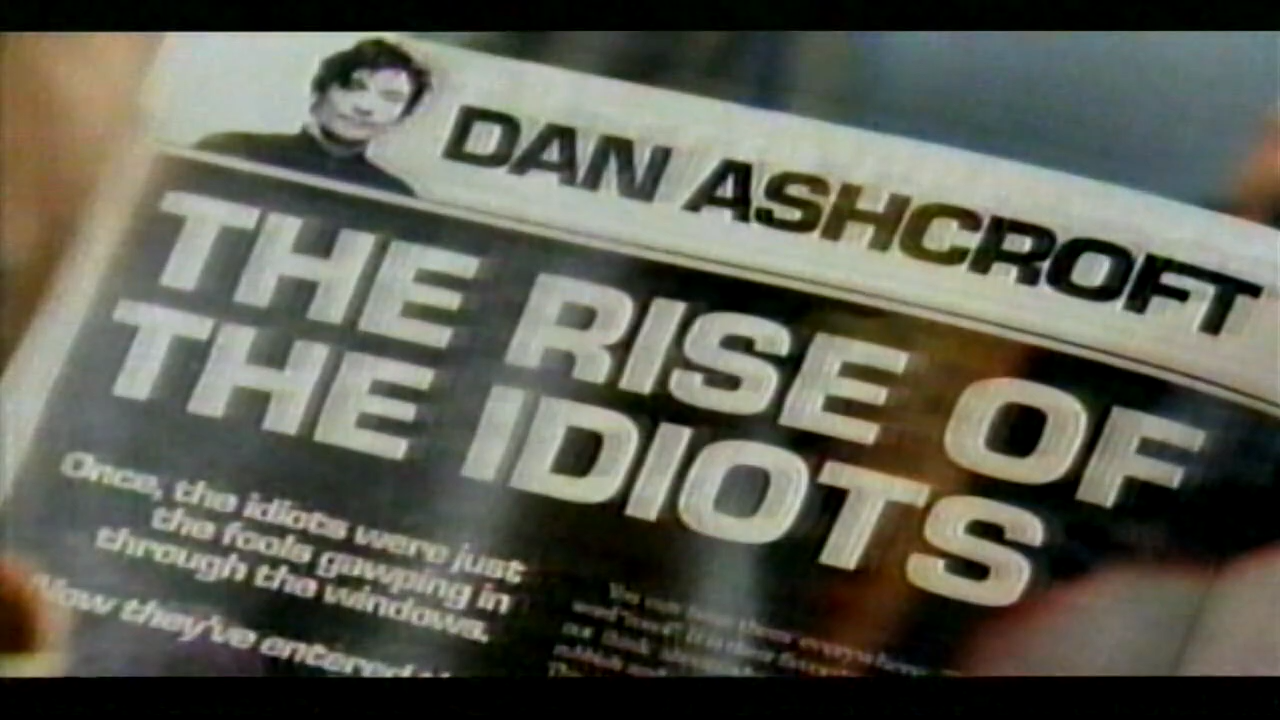 DAN ASHCROFT
THE RISE OF
THE IDIOTS
Once, the idiots were just
the fools gawping in
through the windows.
Now they've entered